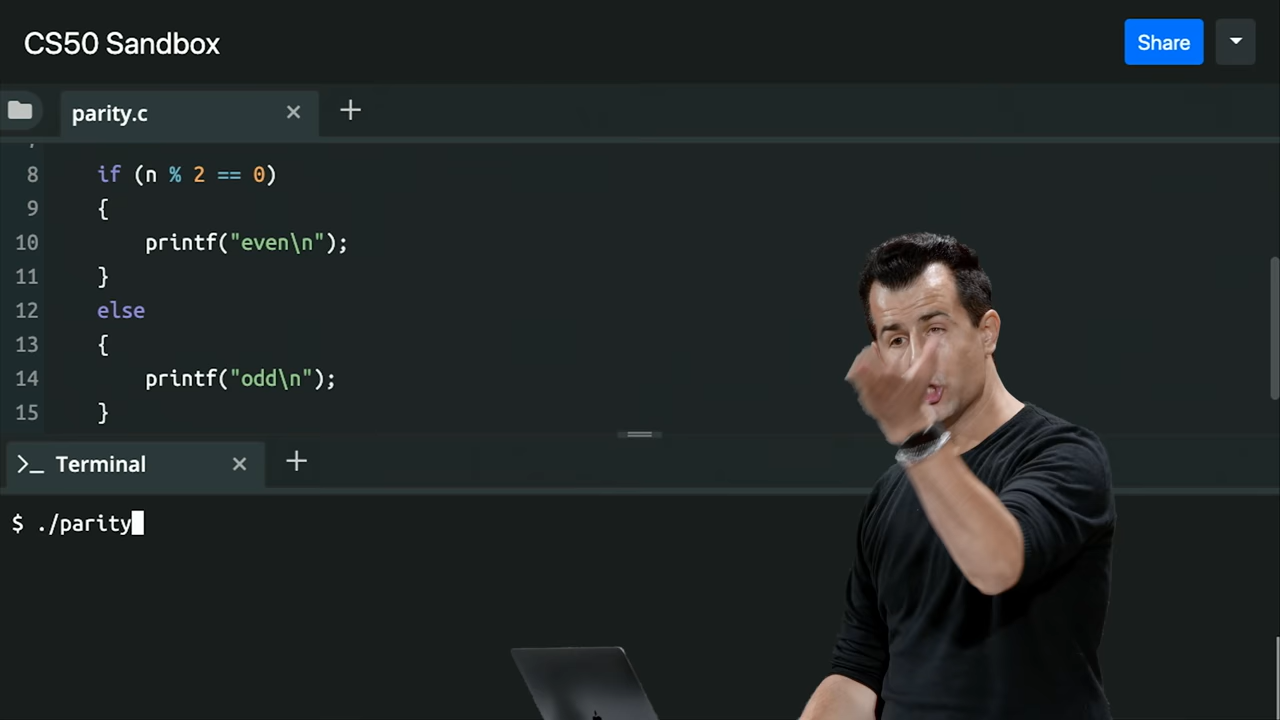 CS50 Sandbox
Share
parity.c
8 if (n % 2 == 0)
9 {
10 printf("even\n");
11 }
12 else
13 {
14 printf("odd\n");
15 }
>_ Terminal
$ ./parity